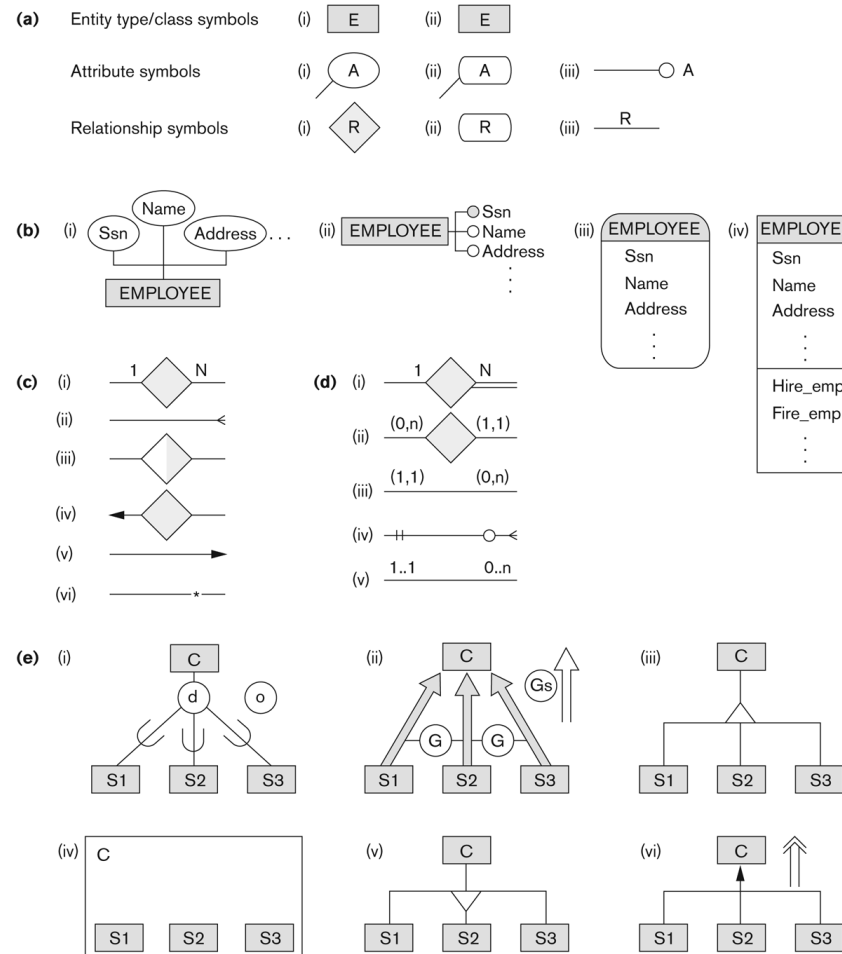 (a) Entity type/class symbols (i) E (ii) E
Attribute symbols (i) A (ii) A (iii) A
Relationship symbols (i) R (ii) R (iii) R
(b) (i) Ssn Name Address . . .
EMPLOYEE
(ii) EMPLOYEE Ssn
Name
Address
(iii) EMPLOYEE
Ssn
Name
Address
(iv) EMPLOYE
Ssn
Name
Address
Hire_emp
Fire_emp
(c) (i) 1 N
(ii)
(iii)
(iv)
(v)
(vi) *
(d) (i) 1 N
(ii) (0,n) (1,1)
(iii) (1,1) (0,n)
(iv)
(v) 1..1 0..n
(e) (i) C
d o
S1 S2 S3
(ii) C
Gs
G G
S1 S2 S3
(iii) C
S1 S2 S3
(iv) C
S1 S2 S3
(v) C
S1 S2 S3
(vi) C
S1 S2 S3